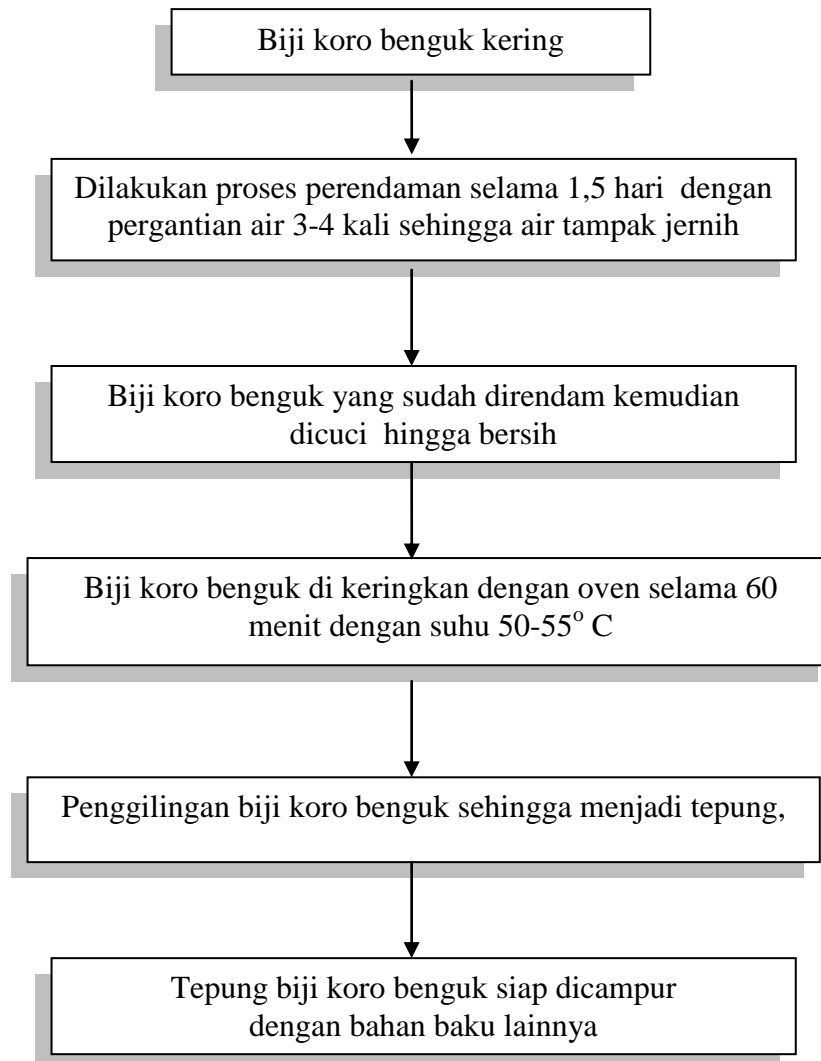 Biji koro benguk kering
Dilakukan proses perendaman selama 1,5 hari dengan
pergantian air 3-4 kali sehingga air tampak jernih
Biji koro benguk yang sudah direndam kemudian
dicuci hingga bersih
Biji koro benguk di keringkan dengan oven selama 60
menit dengan suhu 50-55° C
Penggilingan biji koro benguk sehingga menjadi tepung,
Tepung biji koro benguk siap dicampur
dengan bahan baku lainnya